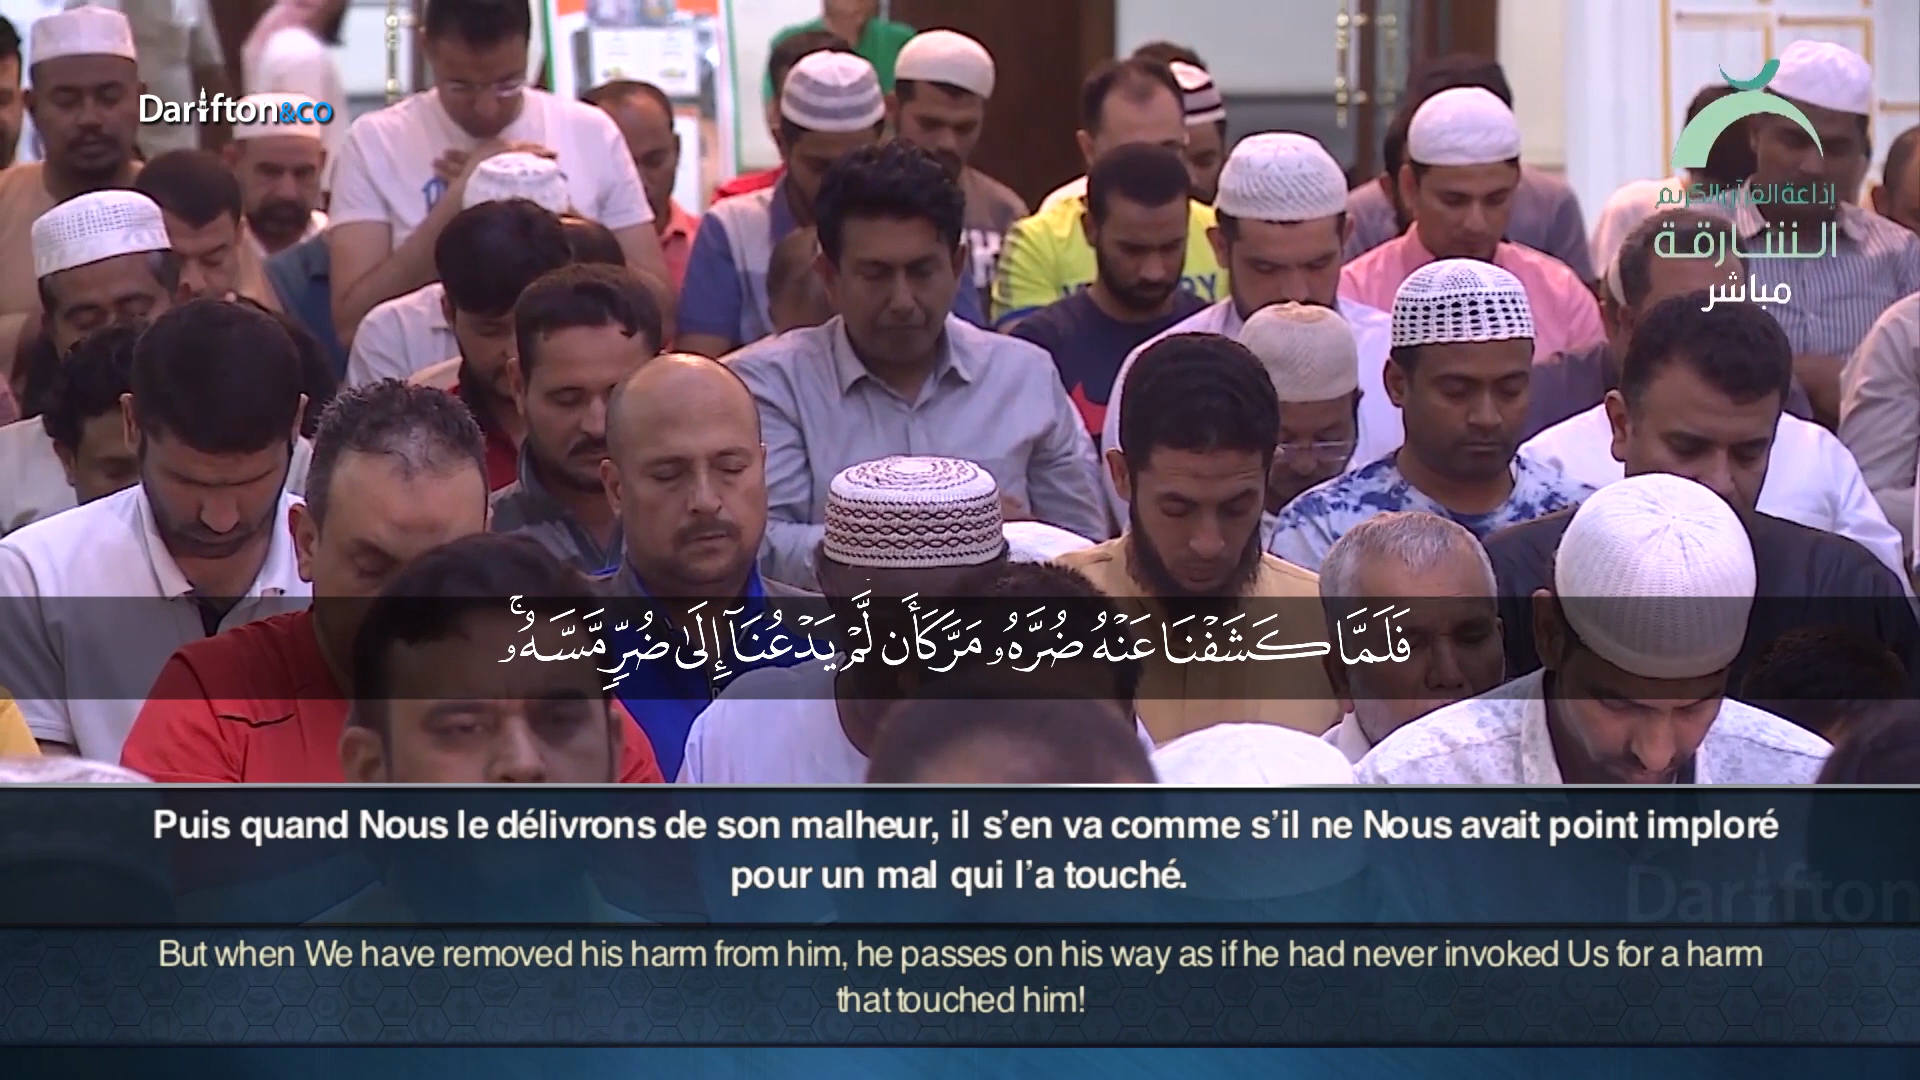 Darifton&co
إذاعة القرآن الكريم
الشارقة
مباشر
فَلَمَّا كَشَفْنَا عَنْهُ ضُرَّهُۥ مَرَّ كَأَن لَّمْ يَدْعُنَآ إِلَىٰ ضُرٍّ مَّسَّهُۥ ۚ
Puis quand Nous le délivrons de son malheur, il s’en va comme s’il ne Nous avait point imploré
pour un mal qui l’a touché.
Darifton
But when We have removed his harm from him, he passes on his way as if he had never invoked Us for a harm
that touched him!